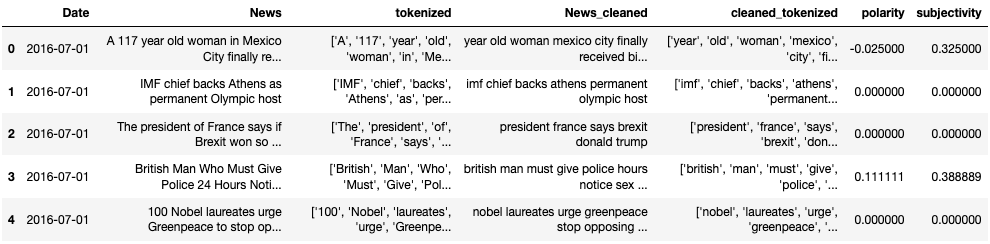 Date News tokenized News_cleaned cleaned_tokenized polarity subjectivity
0 2016-07-01 A 117 year old woman in Mexico ['A', '117', 'year', 'old', year old woman mexico city finally ['year', 'old', 'woman', 'mexico', -0.025000 0.325000
City finally re... 'woman', 'in', 'Me... received bi... 'city', 'fi...
1 2016-07-01 IMF chief backs Athens as ['IMF', 'chief', 'backs', imf chief backs athens permanent ['imf', 'chief', 'backs', 'athens', 0.000000 0.000000
permanent Olympic host 'Athens', 'as', 'per... olympic host 'permanent...
2 2016-07-01 The president of France says if ['The', 'president', 'of', president france says brexit ['president', 'france', 'says', 0.000000 0.000000
Brexit won so ... 'France', 'says', '... donald trump 'brexit', 'don...
3 2016-07-01 British Man Who Must Give ['British', 'Man', 'Who', british man must give police hours ['british', 'man', 'must', 'give', 0.111111 0.388889
Police 24 Hours Noti... 'Must', 'Give', 'Pol... notice sex ... 'police', '...
4 2016-07-01 100 Nobel laureates urge ['100', 'Nobel', 'laureates', nobel laureates urge greenpeace ['nobel', 'laureates', 'urge', 0.000000 0.000000
Greenpeace to stop op... 'urge', 'Greenpe... stop opposing ... 'greenpeace', '...